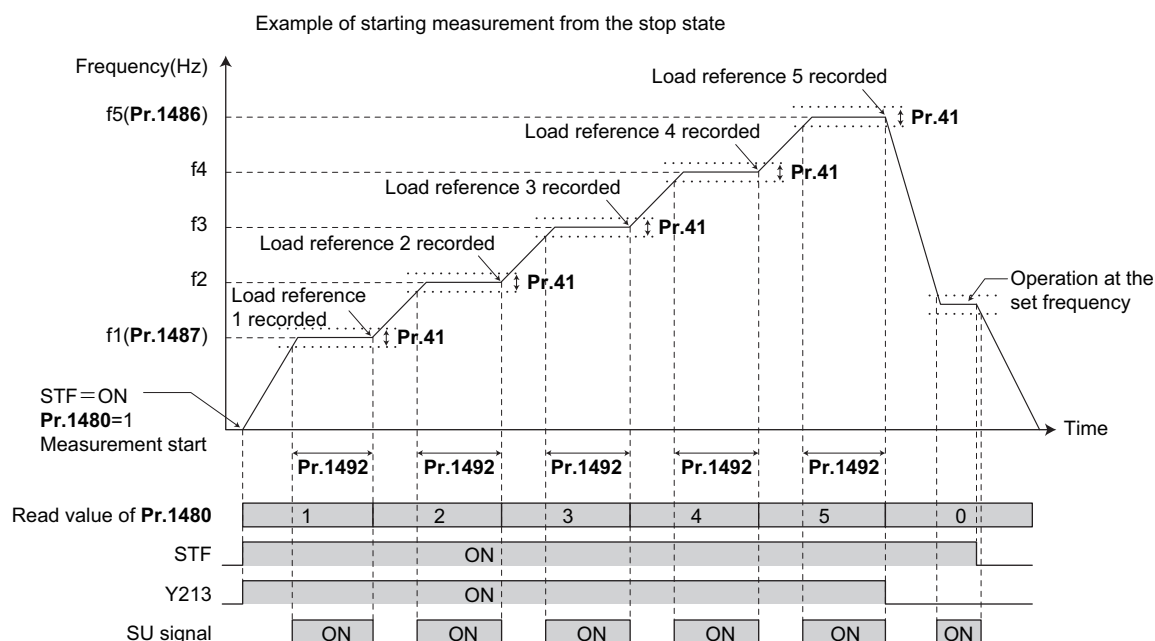 Example of starting measurement from the stop state
Frequency(Hz)
Load reference 5 recorded
f5(Pr.1486)
Pr.41
Load reference 4 recorded
f4
Pr.41
Load reference 3 recorded
f3
Pr.41
Load reference 2 recorded
f2
Pr.41
Operation at the
set frequency
Load reference
1 recorded
f1(Pr.1487)
Pr.41
STF=ON
Pr.1480=1
Measurement start
Time
Pr.1492 Pr.1492 Pr.1492 Pr.1492 Pr.1492
Read value of Pr.1480 1 2 3 4 5 0
STF ON
Y213 ON
SU signal ON ON ON ON ON ON